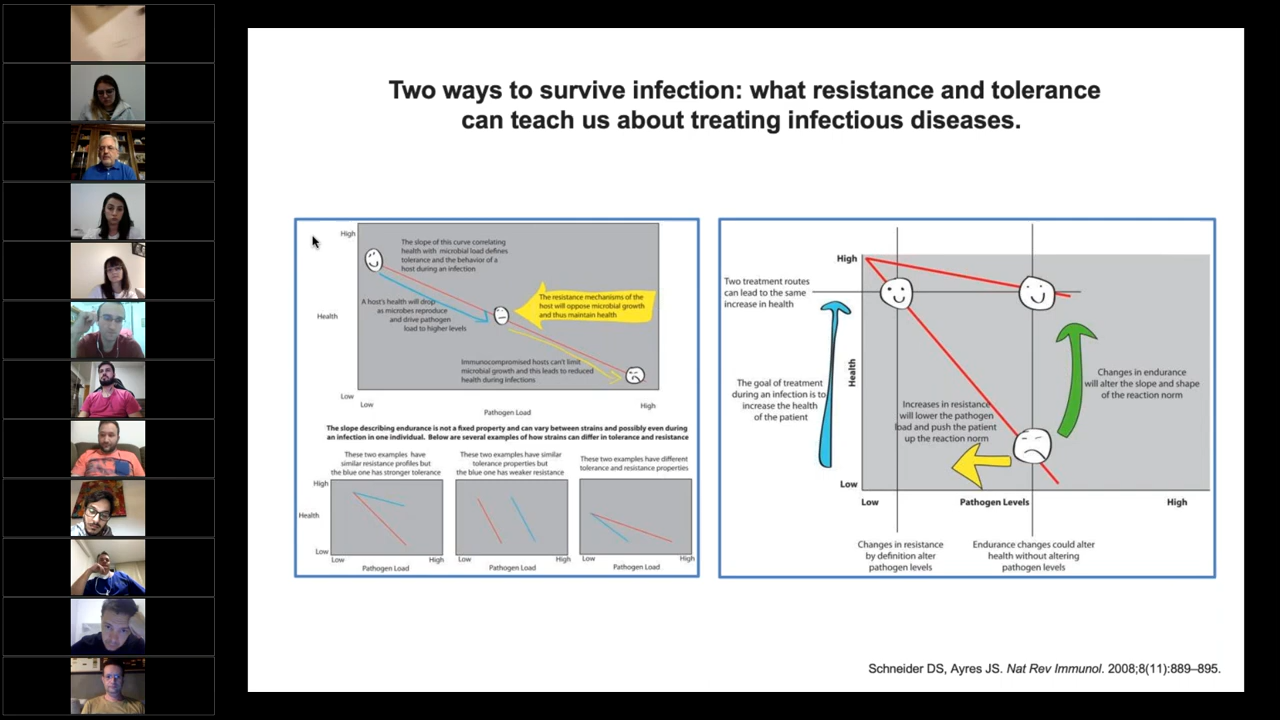 Two ways to survive infection: what resistance and tolerance
can teach us about treating infectious diseases.
High
The slope of this curve correlating
health with microbial load defines
tolerance and the behavior of a
host during an infection
A host's health will drop
as microbes reproduce
and drive pathogen
load to higher levels
The resistance mechanisms of the
host will oppose microbial growth
and thus maintain health
Health
Immunocompromised hosts can't limit
microbial growth and this leads to reduced
health during infections
Low
Low
High
Pathogen Load
The slope describing endurance is not a fixed property and can vary between strains and possibly even during
an infection in one individual. Below are several examples of how strains can differ in tolerance and resistance
These two examples have
similar resistance profiles but
the blue one has stronger tolerance
These two examples have similar
tolerance properties but
the blue one has weaker resistance
These two examples have different
tolerance and resistance properties
High
Health
Low
Low
High
Pathogen Load
Low
High
Pathogen Load
Low
High
Pathogen Load
High
Two treatment routes
can lead to the same
increase in health
The goal of treatment
during an infection is to
increase the health
of the patient
Health
Changes in endurance
will alter the slope and shape
of the reaction norm
Increases in resistance
will lower the pathogen
load and push the patient
up the reaction norm
Low
Low
Pathogen Levels
High
Changes in resistance
by definition alter
pathogen levels
Endurance changes could alter
health without altering
pathogen levels
Schneider DS, Ayres JS. Nat Rev Immunol. 2008;8(11):889–895.